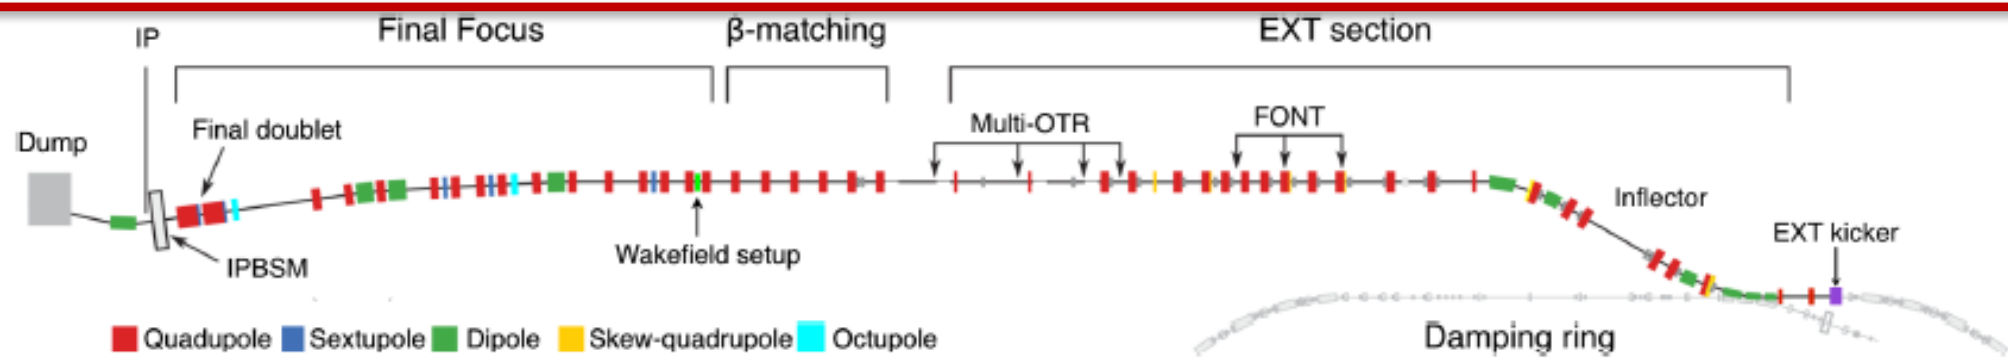 IP
Final Focus
β-matching
EXT section
Dump
Final doublet
Multi-OTR
FONT
Inflector
IPBSM
Wakefield setup
EXT kicker
Quadupole Sextupole Dipole Skew-quadrupole Octupole
Damping ring